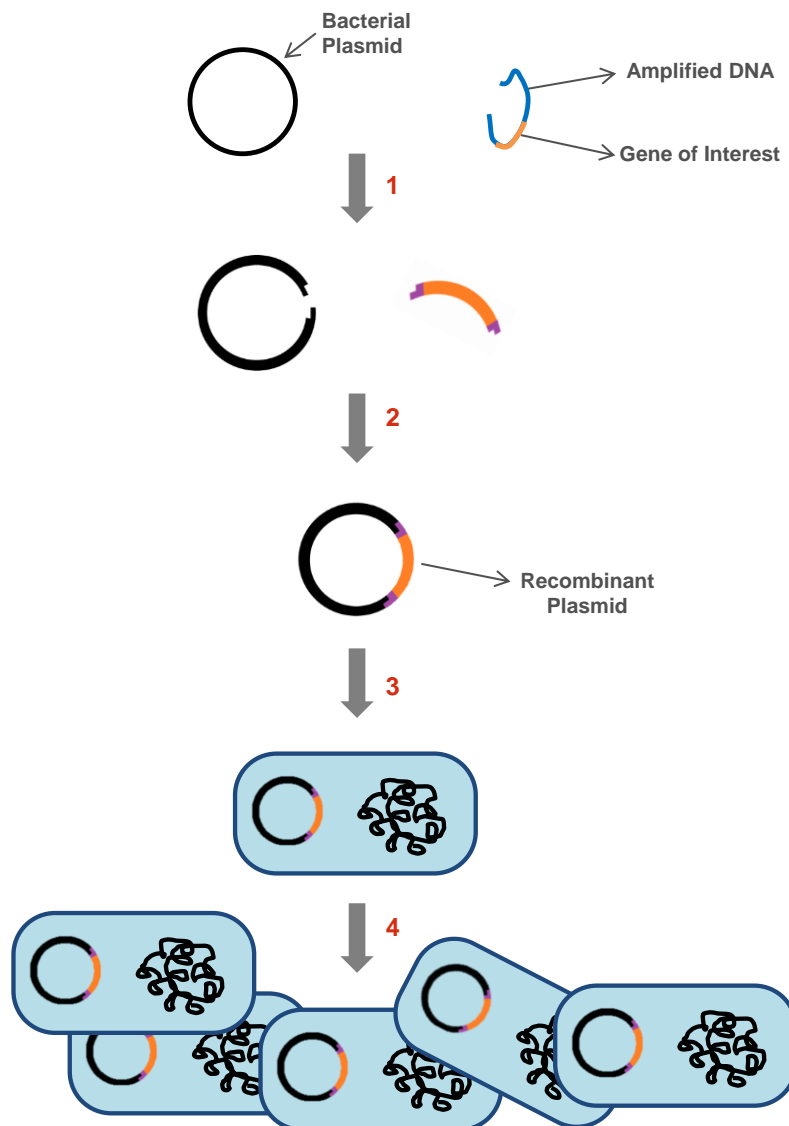 Bacterial
Plasmid
Amplified DNA
Gene of Interest
1
2
Recombinant
Plasmid
3
4